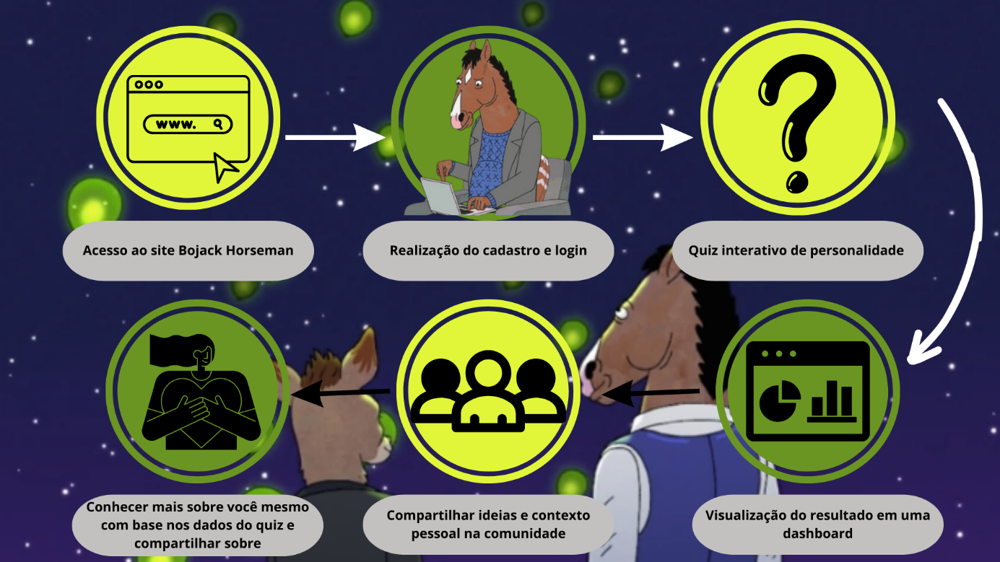 www.
Acesso ao site Bojack Horseman
Realização do cadastro e login
Quiz interativo de personalidade
Conhecer mais sobre você mesmo
com base nos dados do quiz e
compartilhar sobre
Compartilhar ideias e contexto
pessoal na comunidade
Visualização do resultado em uma
dashboard